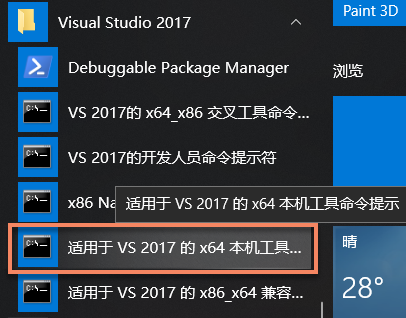 Visual Studio 2017
Paint 3D
Debuggable Package Manager
浏览
VS 2017的 x64_x86 交叉工具命令...
VS 2017的开发人员命令提示符
x86 Na
适用于 VS 2017 的 x64 本机工具命令提示
适用于 VS 2017 的 x64 本机工具...
晴
28°
适用于 VS 2017 的 x86_x64 兼容...